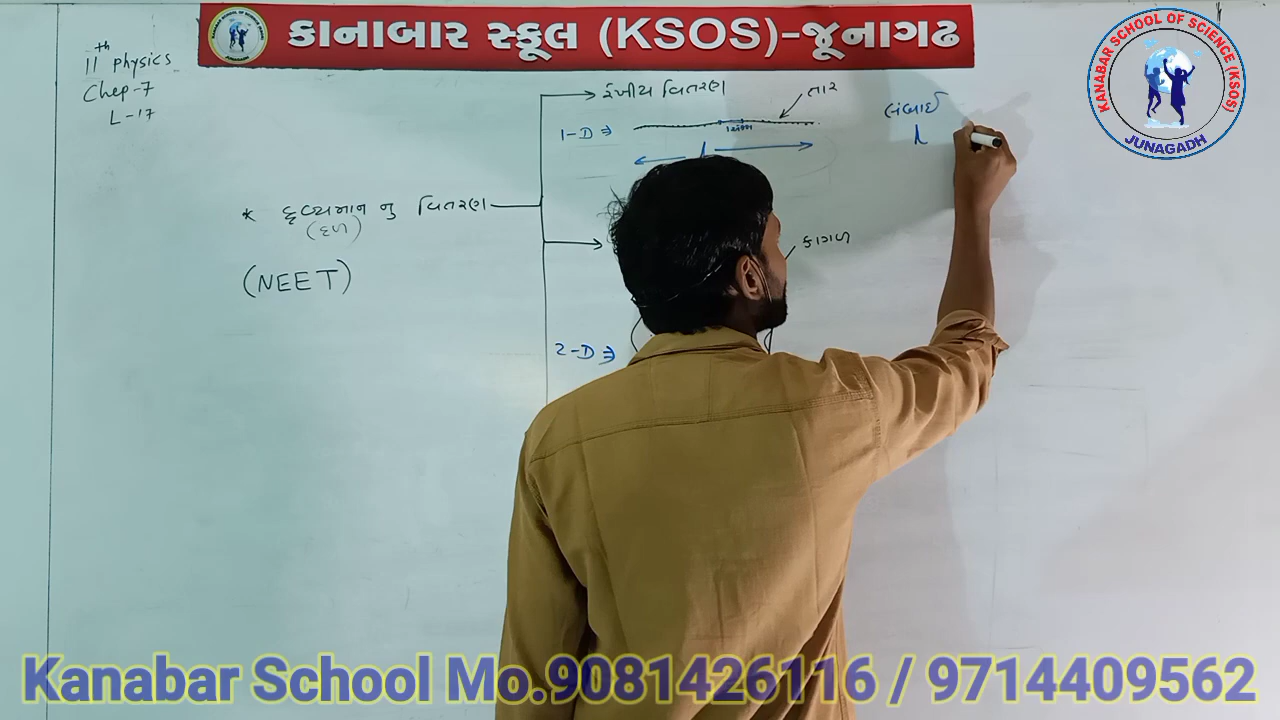 કાનાબાર સ્કૂલ (KSOS)-જૂનાગઢ
KANABAR SCHOOL OF SCIENCE (KSOS)
JUNAGADH
11th physics
Chep-7
L-17
* દ્રવ્યમાન નુ વિતરણ
(દળ)
(NEET)
રેખીય વિતરણ
તાર
1-D ⇒
l
લંબાઈ
l
કાગળ
2-D ⇒
Kanabar School Mo.9081426116 / 9714409562